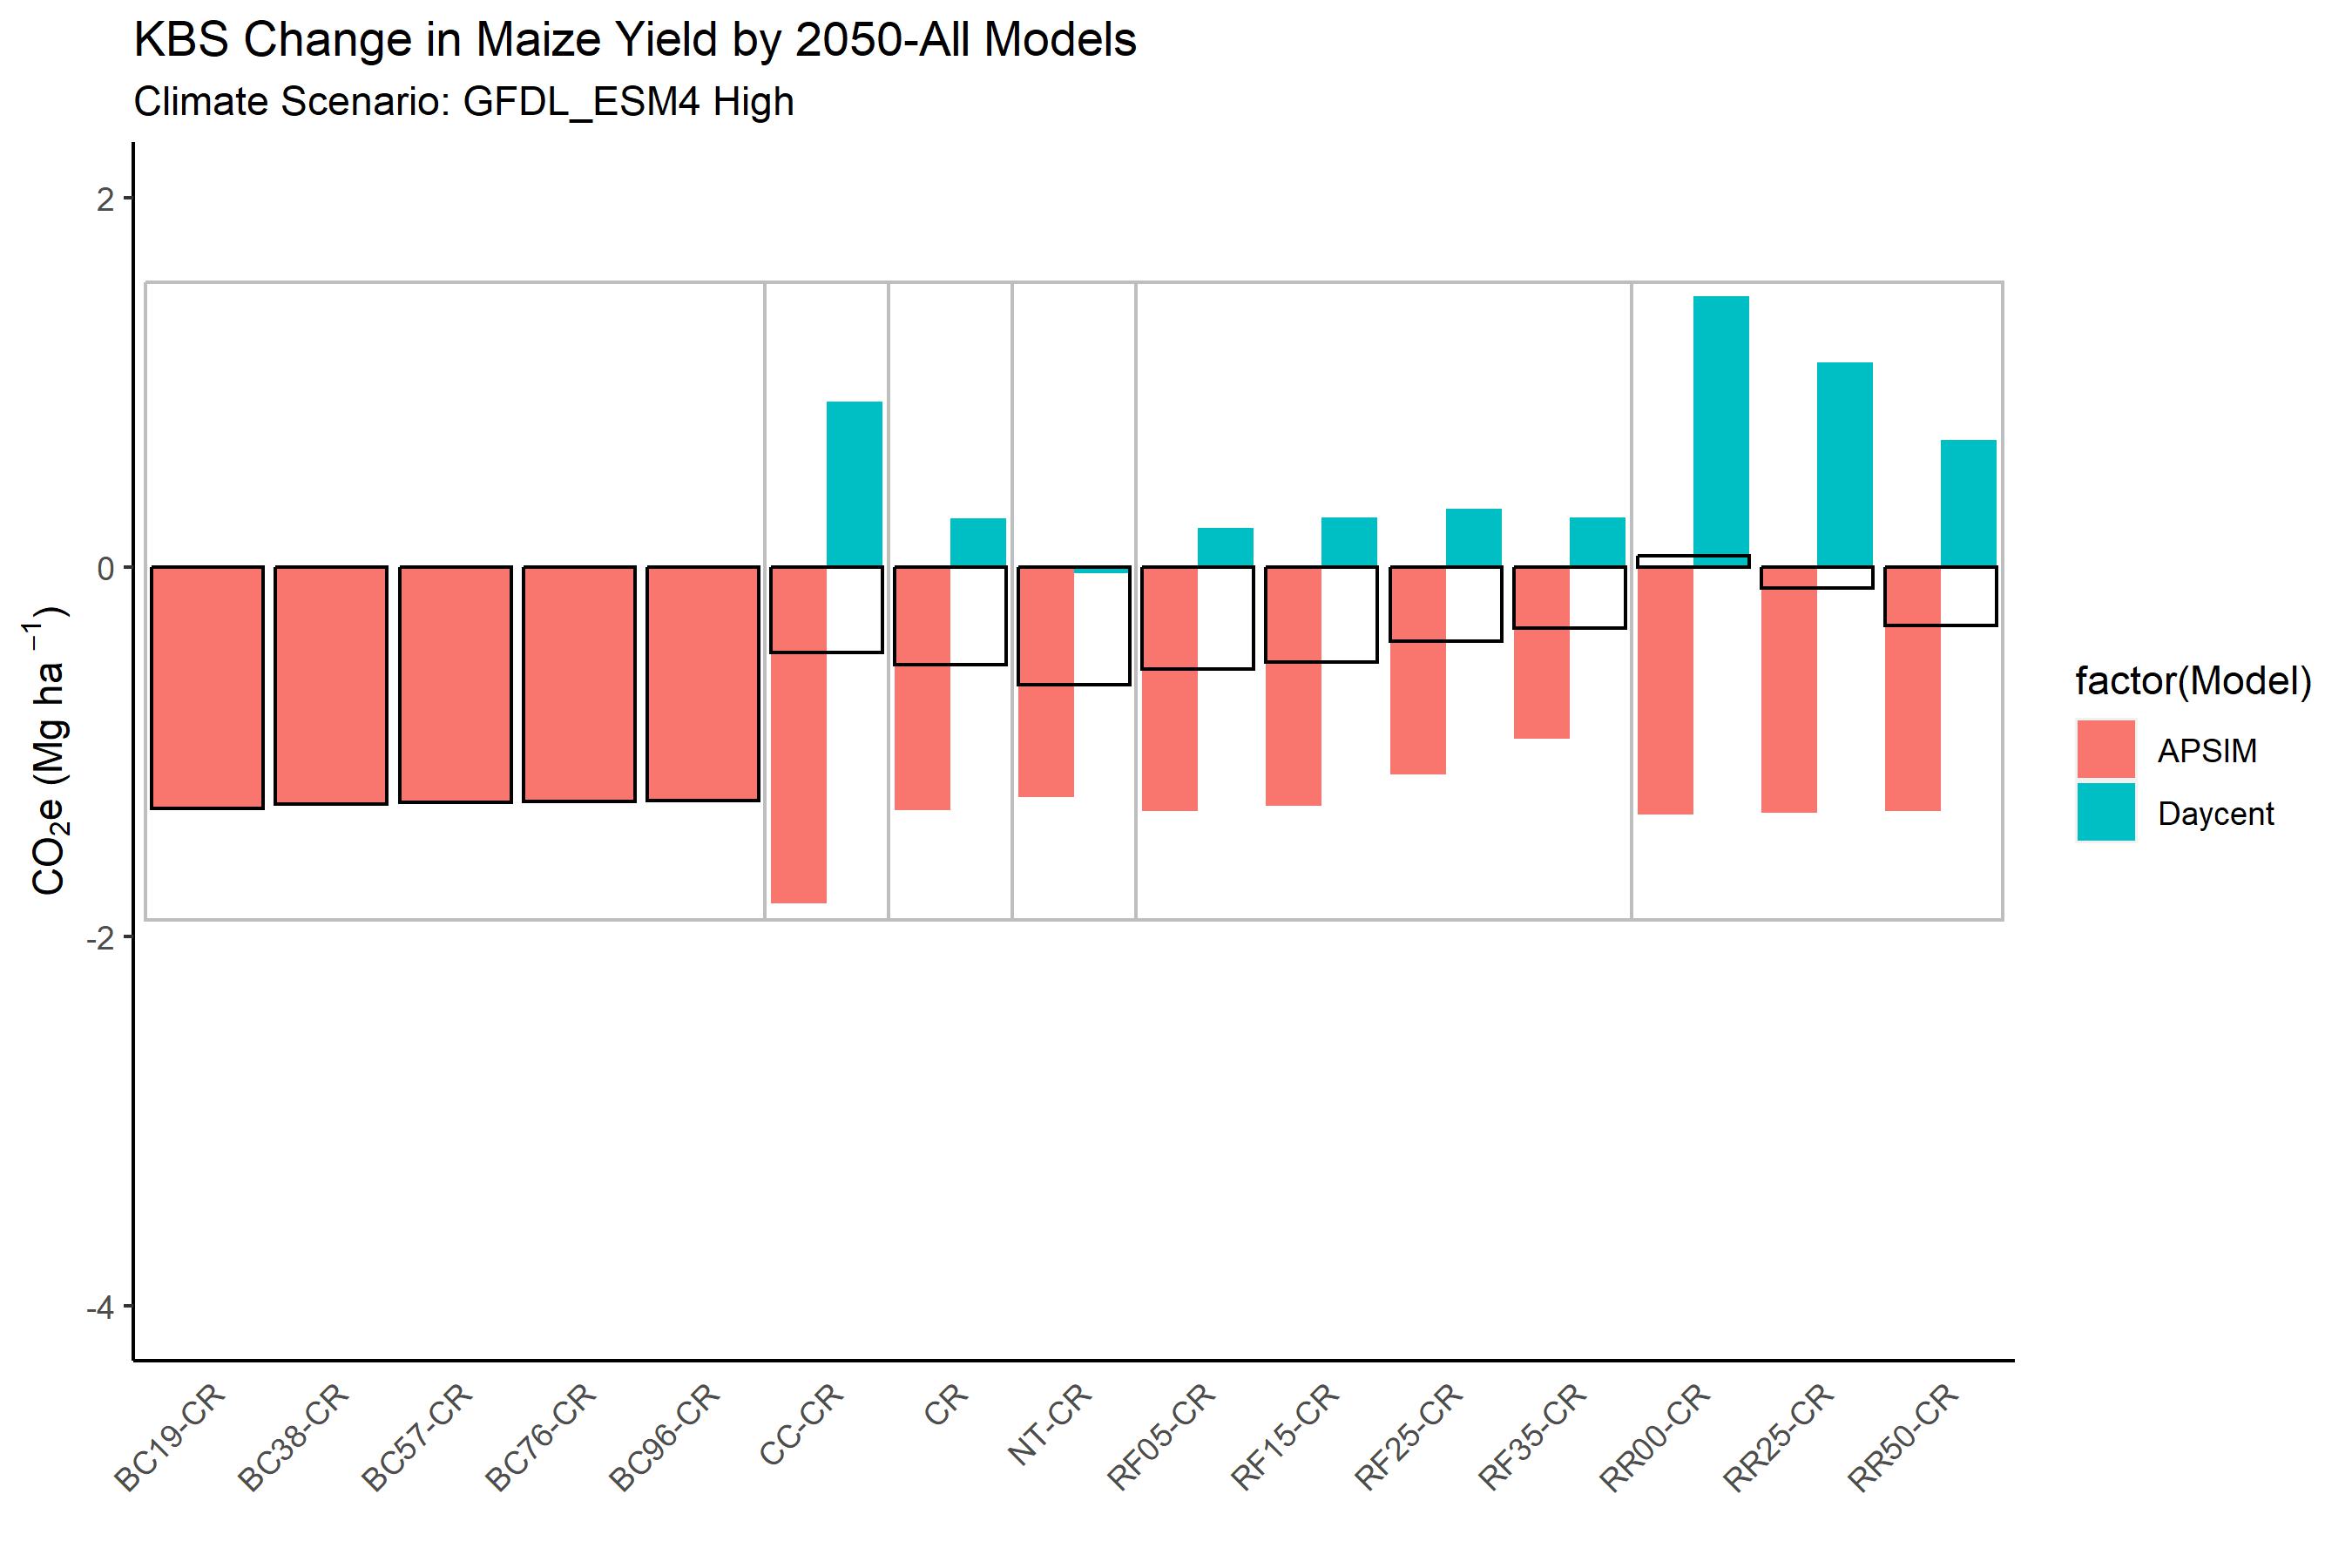 KBS Change in Maize Yield by 2050-All Models
Climate Scenario: GFDL_ESM4 High
CO₂e (Mg ha ⁻¹)
2
0
-2
-4
BC19-CR
BC38-CR
BC57-CR
BC76-CR
BC96-CR
CC-CR
CR
NT-CR
RF05-CR
RF15-CR
RF25-CR
RF35-CR
RR00-CR
RR25-CR
RR50-CR
factor(Model)
APSIM
Daycent